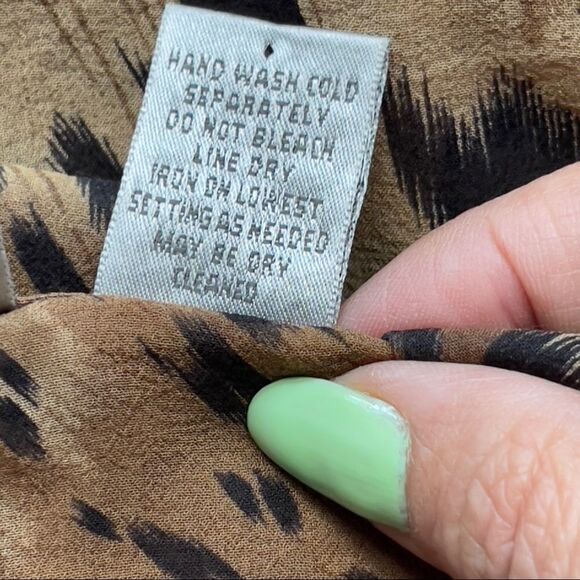 HAND WASH COLD
SEPARATELY
DO NOT BLEACH
LINE DRY
IRON ON LOWEST
SETTING AS NEEDED
MAY BE DRY
CLEANED